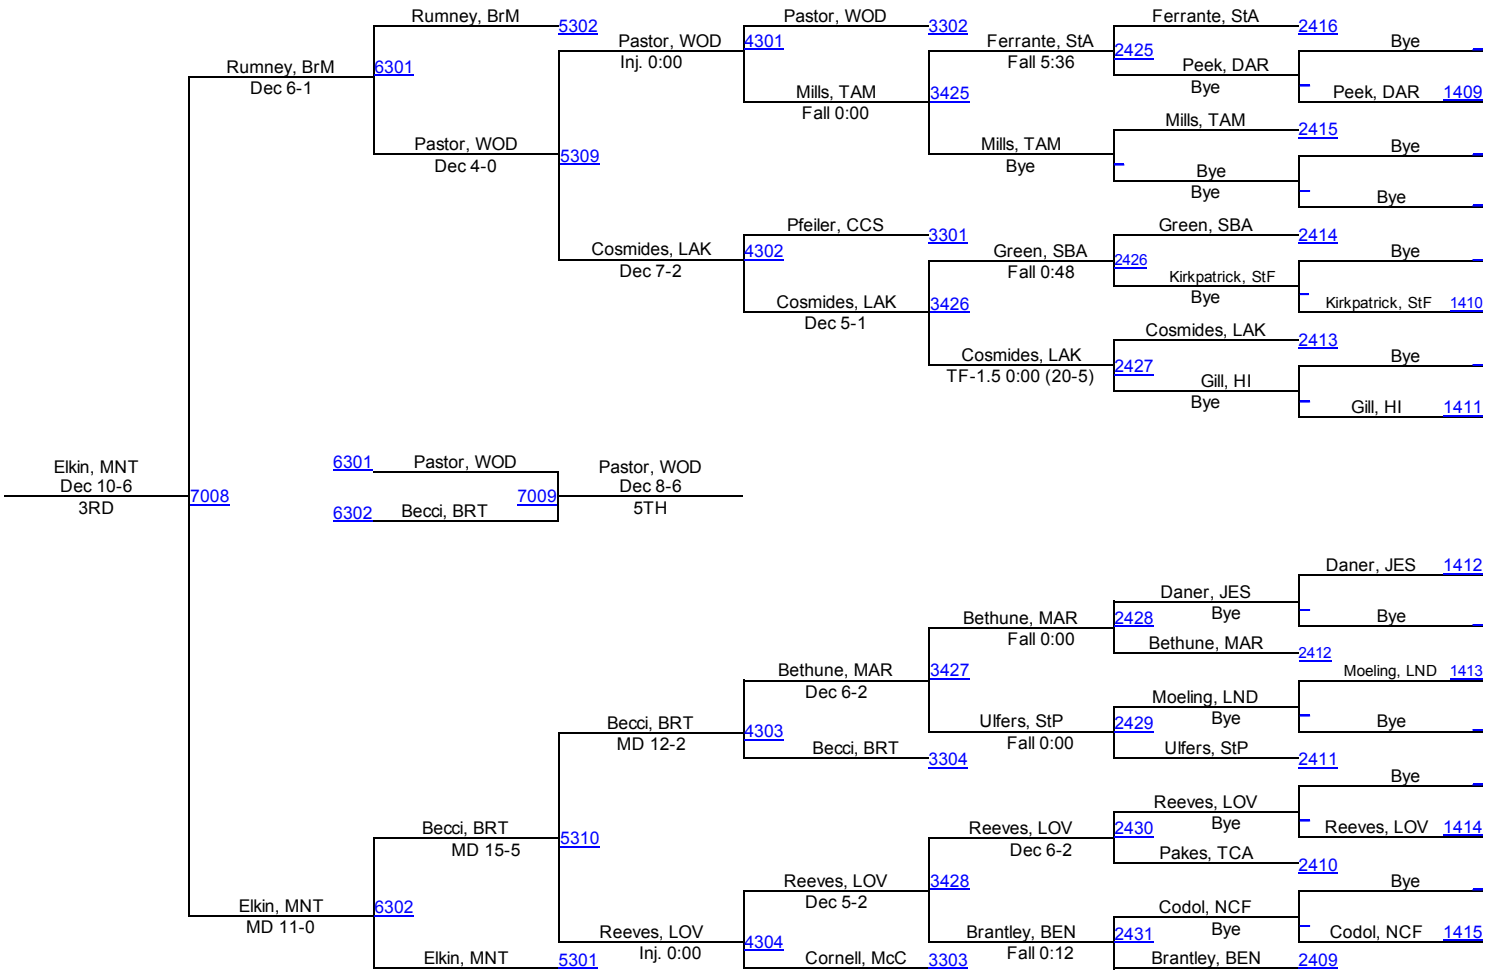 Rumney, BrM 5302 Pastor, WOD 3302 Ferrante, StA 2416
Pastor, WOD 4301 Ferrante, StA 2425 Bye
Rumney, BrM 6301 Inj. 0:00 Fall 5:36 Peek, DAR
Dec 6-1 Mills, TAM 3425 Bye Peek, DAR 1409
Fall 0:00 Mills, TAM 2415
Pastor, WOD 5309 Mills, TAM Bye
Dec 4-0 Bye Bye
Bye Bye
Pfeiler, CCS 3301 Green, SBA 2414
Cosmides, LAK 4302 Green, SBA 2426 Bye
Dec 7-2 Fall 0:48 Kirkpatrick, StF
Cosmides, LAK 3426 Bye Kirkpatrick, StF 1410
Dec 5-1 Cosmides, LAK 2413
Cosmides, LAK 2427 Bye
TF-1.5 0:00 (20-5) Gill, HI
Bye Gill, HI 1411
Elkin, MNT 6301 Pastor, WOD Pastor, WOD
Dec 10-6 7008 7009 Dec 8-6
3RD 6302 Becci, BRT 5TH
Daner, JES 1412
Daner, JES
Bethune, MAR 2428 Bye Bye
Fall 0:00 Bethune, MAR 2412
Bethune, MAR 3427 Moeling, LND 1413
Dec 6-2 Moeling, LND
Becci, BRT 4303 Ulfers, StP 2429 Bye Bye
MD 12-2 Becci, BRT 3304 Fall 0:00 Ulfers, StP 2411
Bye
Reeves, LOV
Becci, BRT 5310 Reeves, LOV 2430 Bye Reeves, LOV 1414
MD 15-5 Dec 6-2 Pakes, TCA 2410
Reeves, LOV 3428 Bye
Dec 5-2 Codol, NCF
Elkin, MNT 6302 Bye
MD 11-0 Reeves, LOV 4304 Brantley, BEN 2431 Codol, NCF 1415
Inj. 0:00 Fall 0:12
Elkin, MNT 5301 Cornell, McC 3303 Brantley, BEN 2409